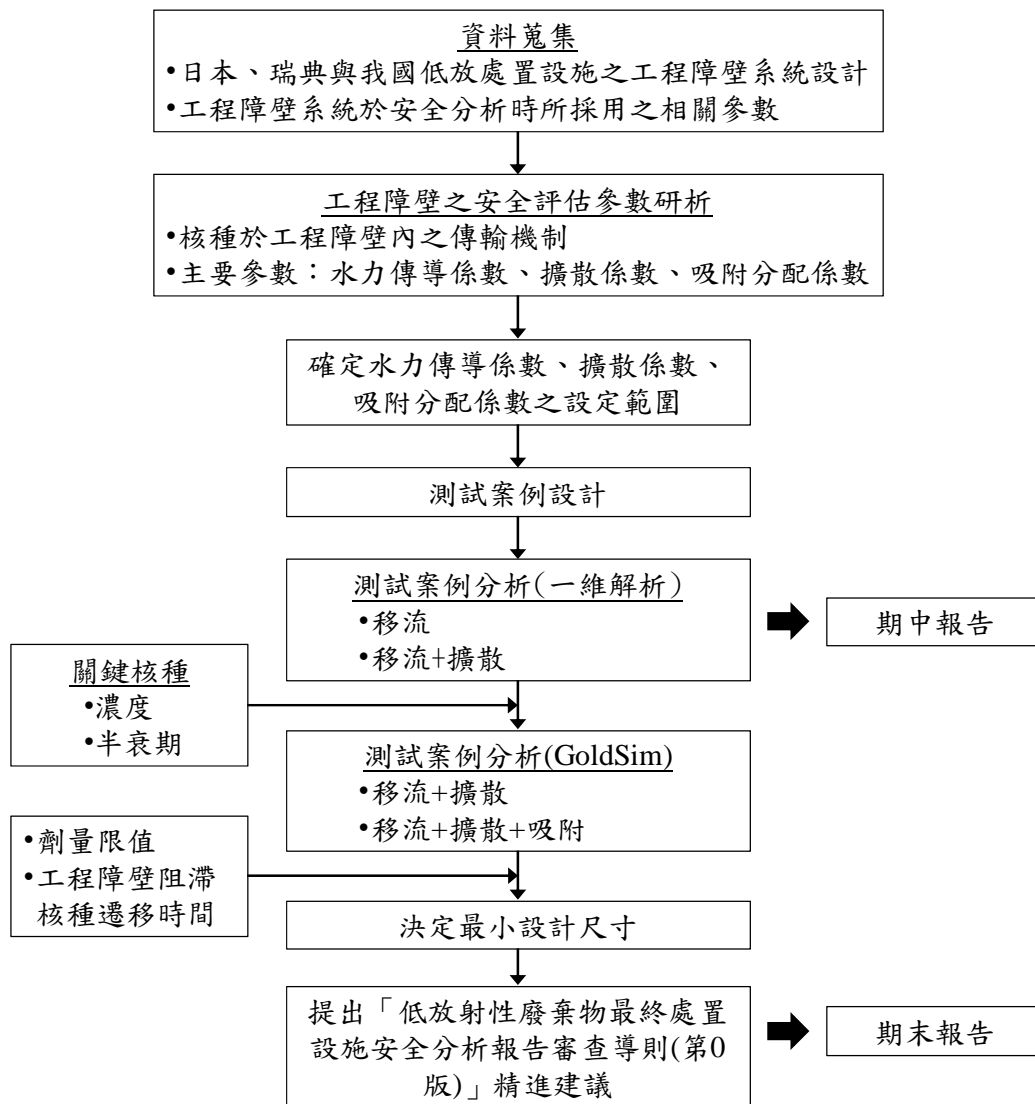 資料蒐集
•日本、瑞典與我國低放處置設施之工程障壁系統設計
•工程障壁系統於安全分析時所採用之相關參數
工程障壁之安全評估參數研析
•核種於工程障壁內之傳輸機制
•主要參數：水力傳導係數、擴散係數、吸附分配係數
確定水力傳導係數、擴散係數、
吸附分配係數之設定範圍
測試案例設計
測試案例分析(一維解析)
•移流
•移流+擴散
期中報告
關鍵核種
•濃度
•半衰期
測試案例分析(GoldSim)
•移流+擴散
•移流+擴散+吸附
•劑量限值
•工程障壁阻滯
核種遷移時間
決定最小設計尺寸
提出「低放射性廢棄物最終處置
設施安全分析報告審查導則(第0
版)」精進建議
期末報告